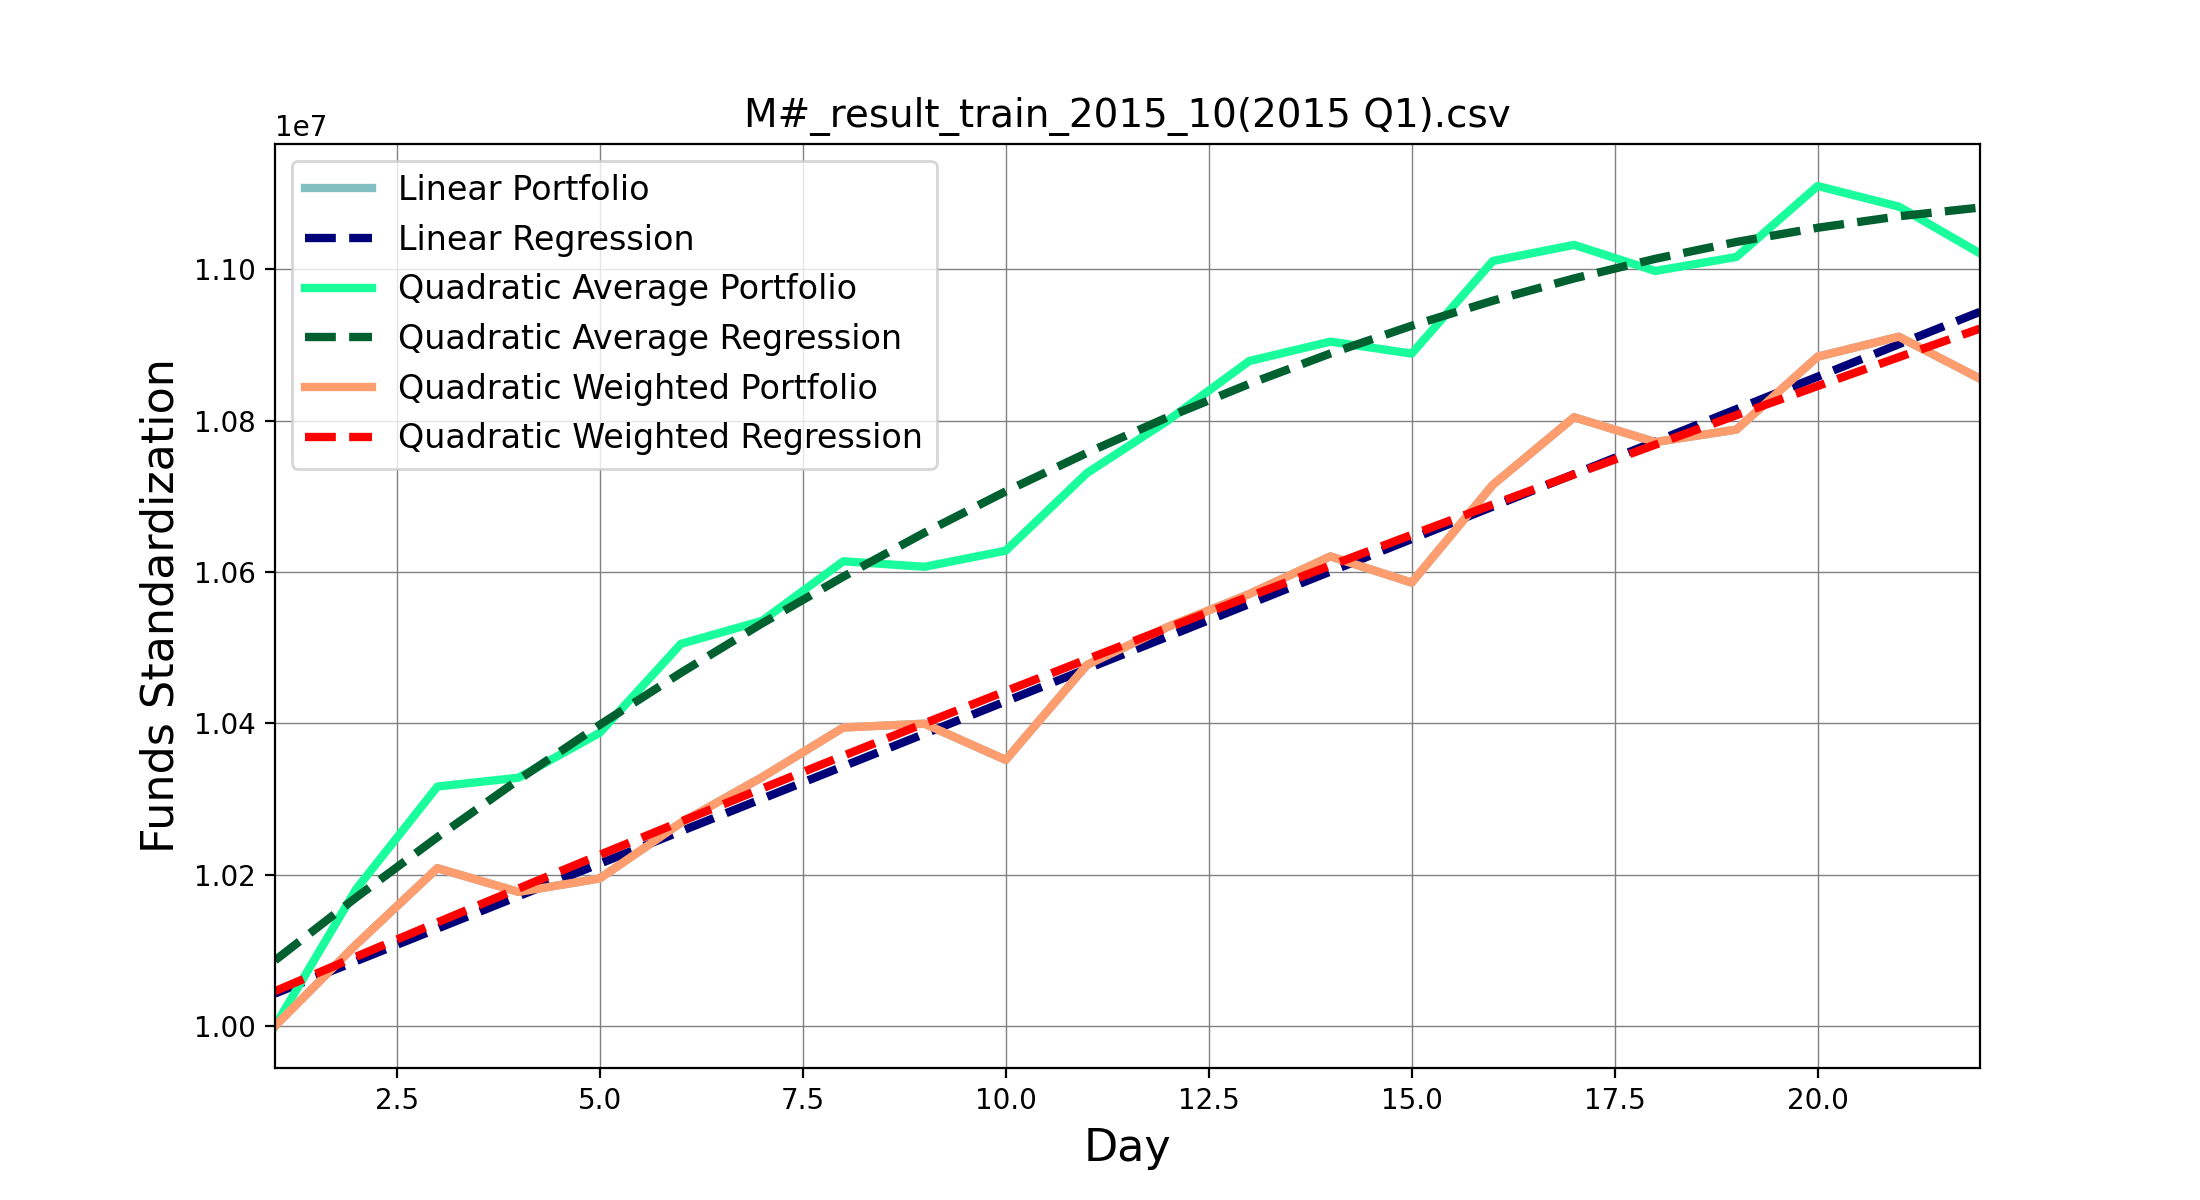 M#_result_train_2015_10(2015 Q1).csv
1e7
Linear Portfolio
Linear Regression
Quadratic Average Portfolio
Quadratic Average Regression
Quadratic Weighted Portfolio
Quadratic Weighted Regression
Funds Standardization
1.10
1.08
1.06
1.04
1.02
1.00
2.5 5.0 7.5 10.0 12.5 15.0 17.5 20.0
Day